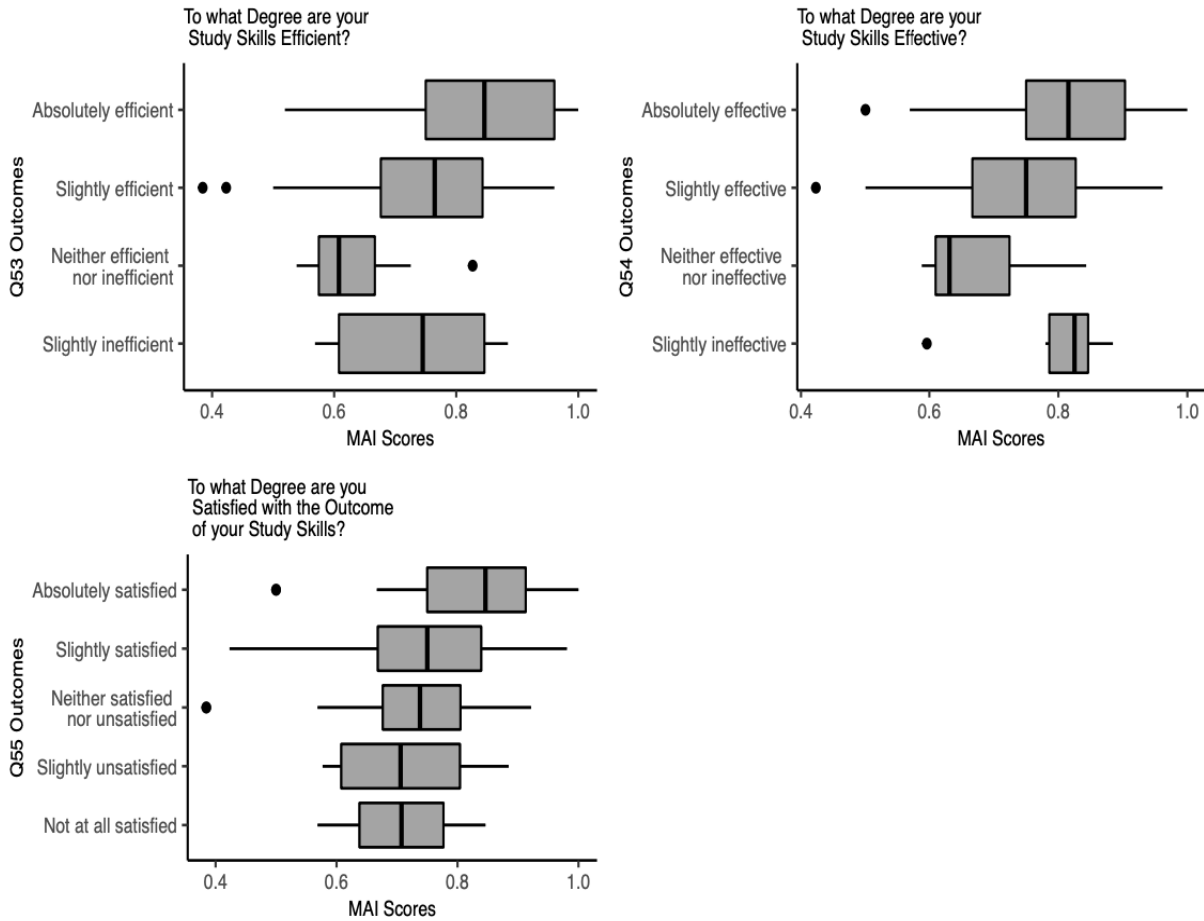 To what Degree are your
Study Skills Efficient?
Q53 Outcomes
Absolutely efficient
Slightly efficient
Neither efficient
nor inefficient
Slightly inefficient
0.4 0.6 0.8 1.0
MAI Scores
To what Degree are your
Study Skills Effective?
Q54 Outcomes
Absolutely effective
Slightly effective
Neither effective
nor ineffective
Slightly ineffective
0.4 0.6 0.8 1.0
MAI Scores
To what Degree are you
Satisfied with the Outcome
of your Study Skills?
Q55 Outcomes
Absolutely satisfied
Slightly satisfied
Neither satisfied
nor unsatisfied
Slightly unsatisfied
Not at all satisfied
0.4 0.6 0.8 1.0
MAI Scores